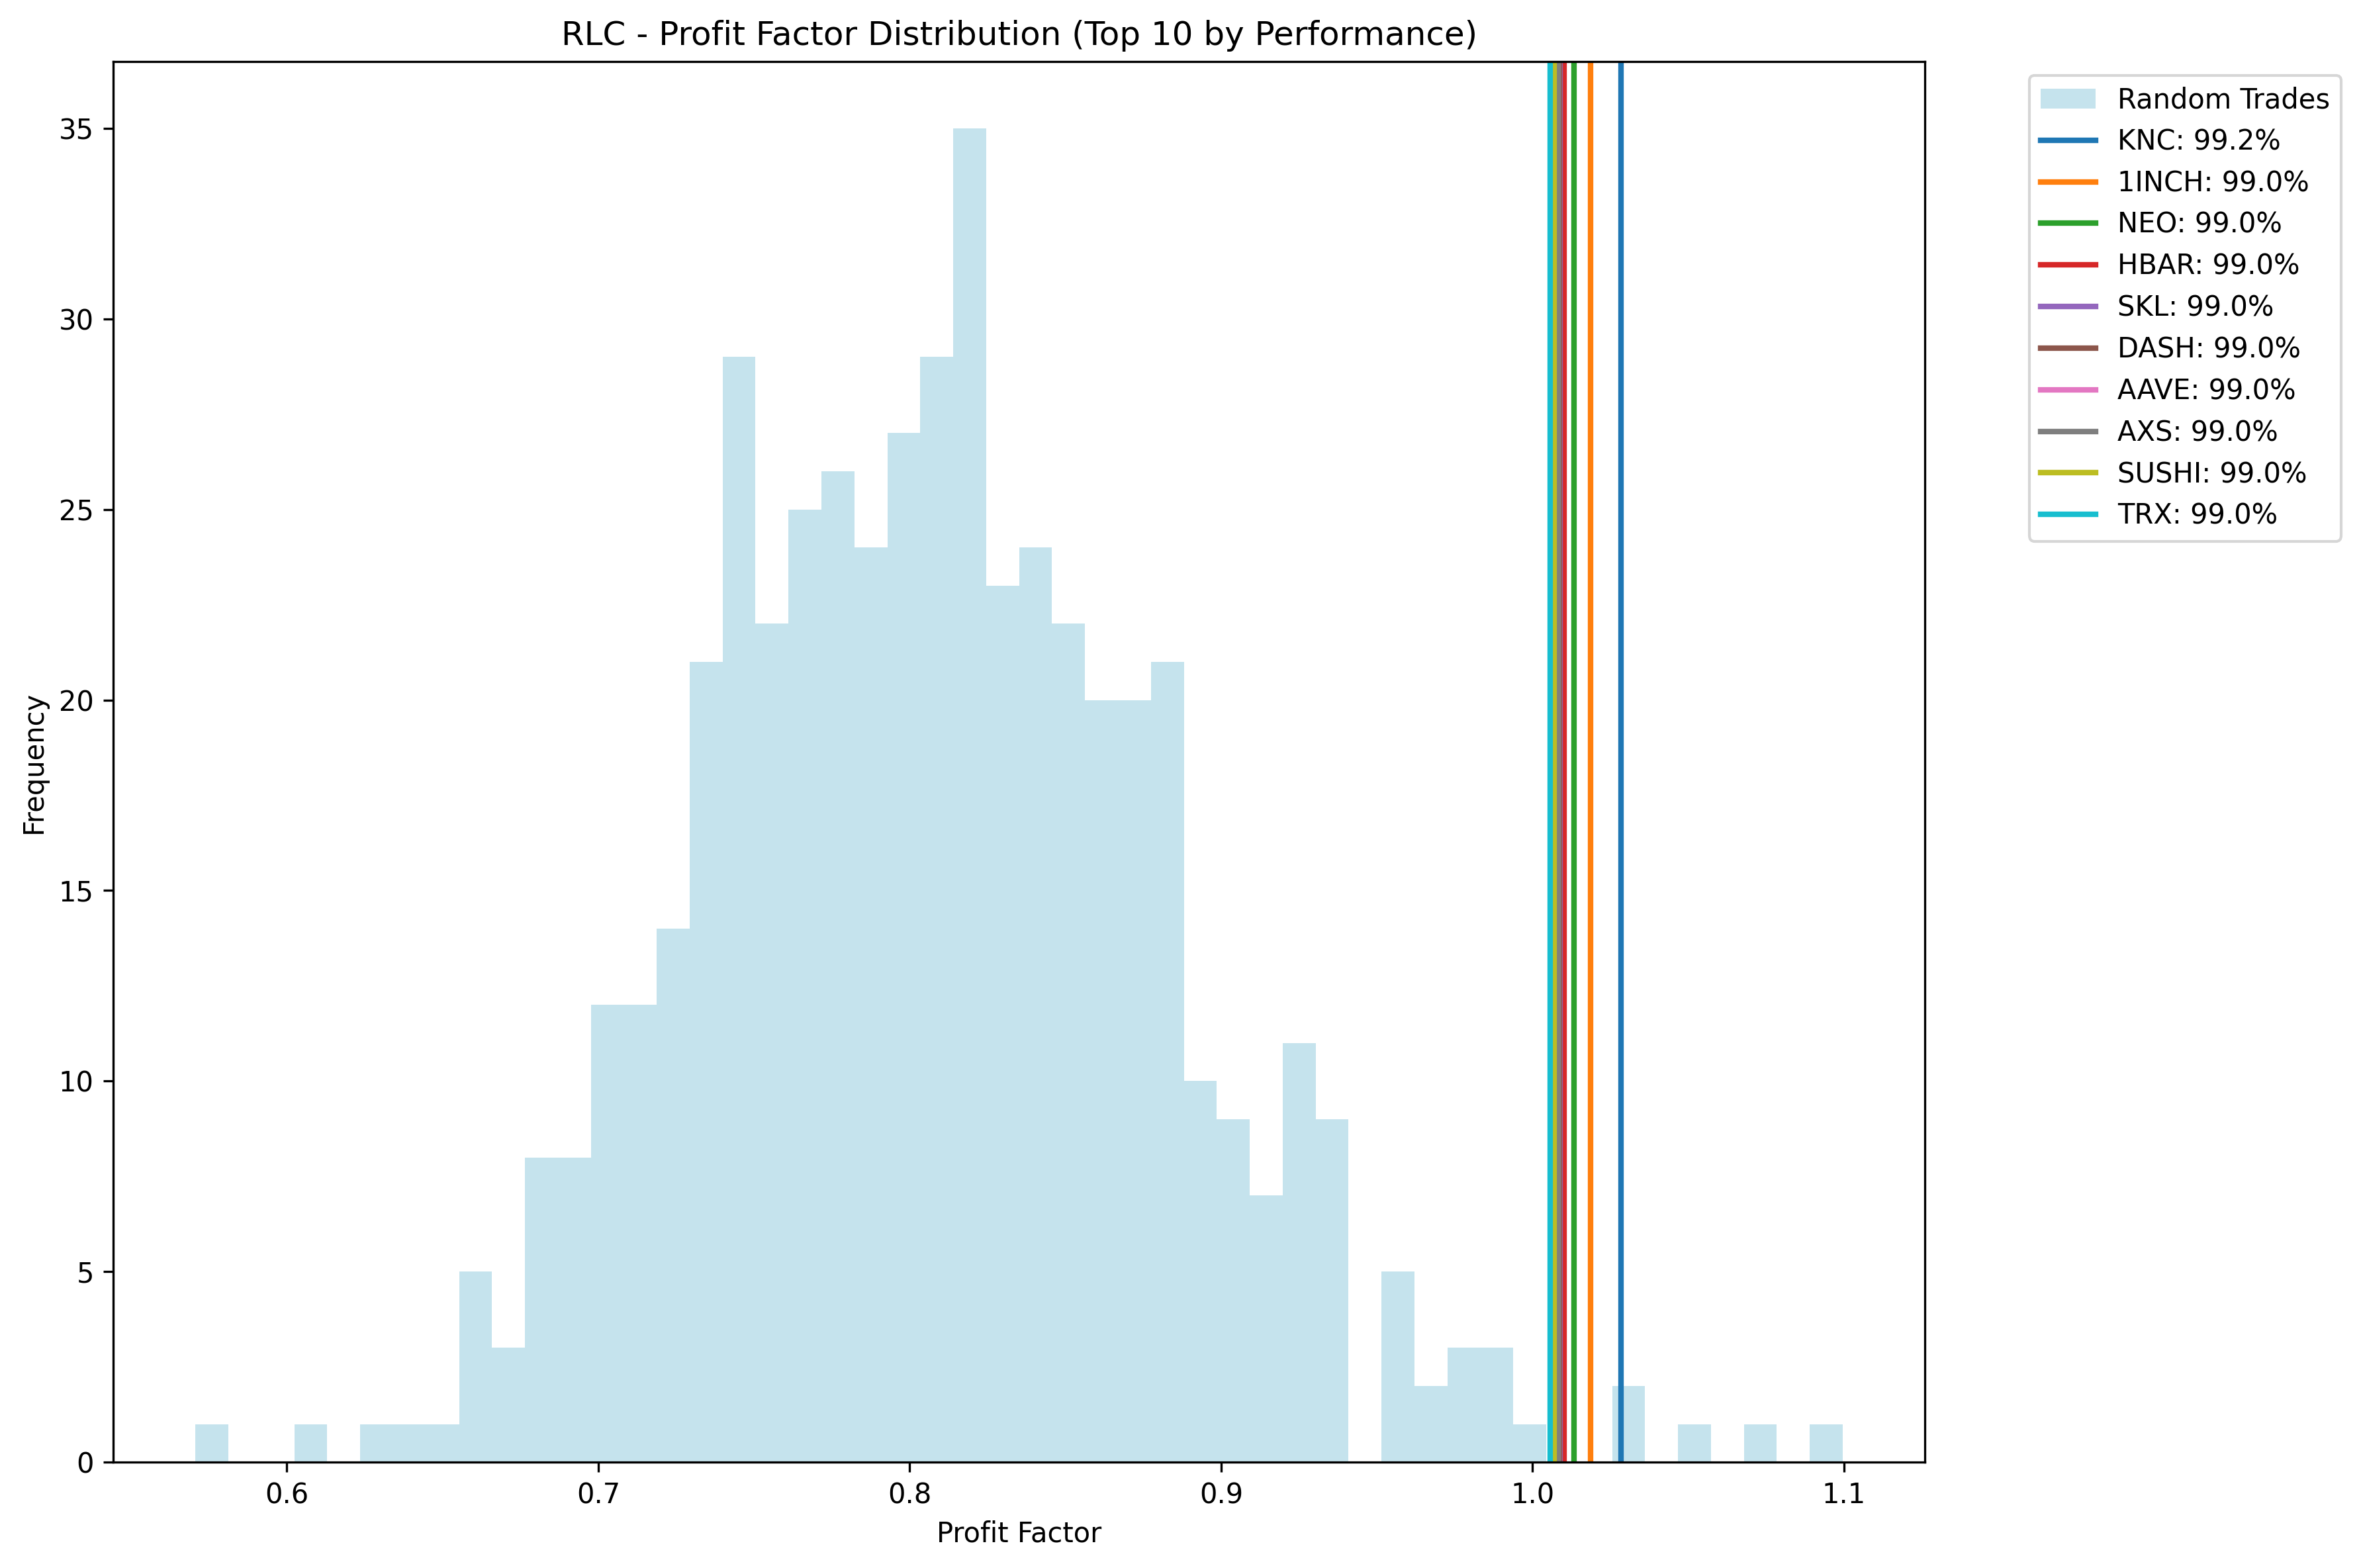 RLC - Profit Factor Distribution (Top 10 by Performance)
Random Trades
KNC: 99.2%
1INCH: 99.0%
NEO: 99.0%
HBAR: 99.0%
SKL: 99.0%
DASH: 99.0%
AAVE: 99.0%
AXS: 99.0%
SUSHI: 99.0%
TRX: 99.0%
Frequency
35
30
25
20
15
10
5
0
0.6 0.7 0.8 0.9 1.0 1.1
Profit Factor